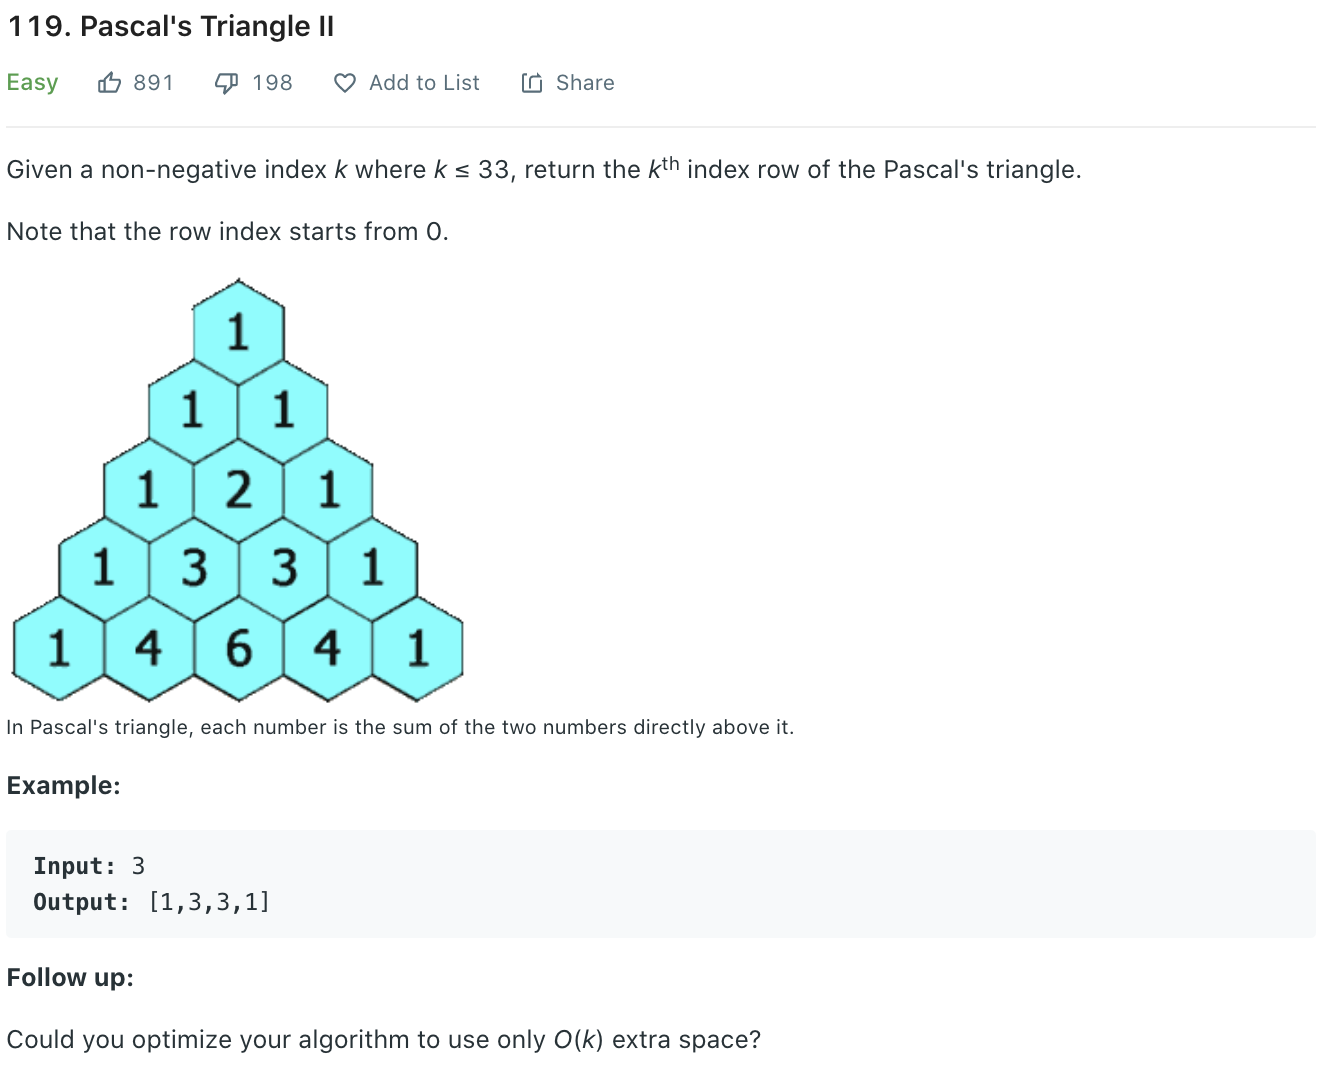 119. Pascal's Triangle II
Easy 891 198 Add to List Share
Given a non-negative index k where k ≤ 33, return the kth index row of the Pascal's triangle.
Note that the row index starts from 0.
1
1 1
1 2 1
1 3 3 1
1 4 6 4 1
In Pascal's triangle, each number is the sum of the two numbers directly above it.
Example:
Input: 3
Output: [1,3,3,1]
Follow up:
Could you optimize your algorithm to use only O(k) extra space?